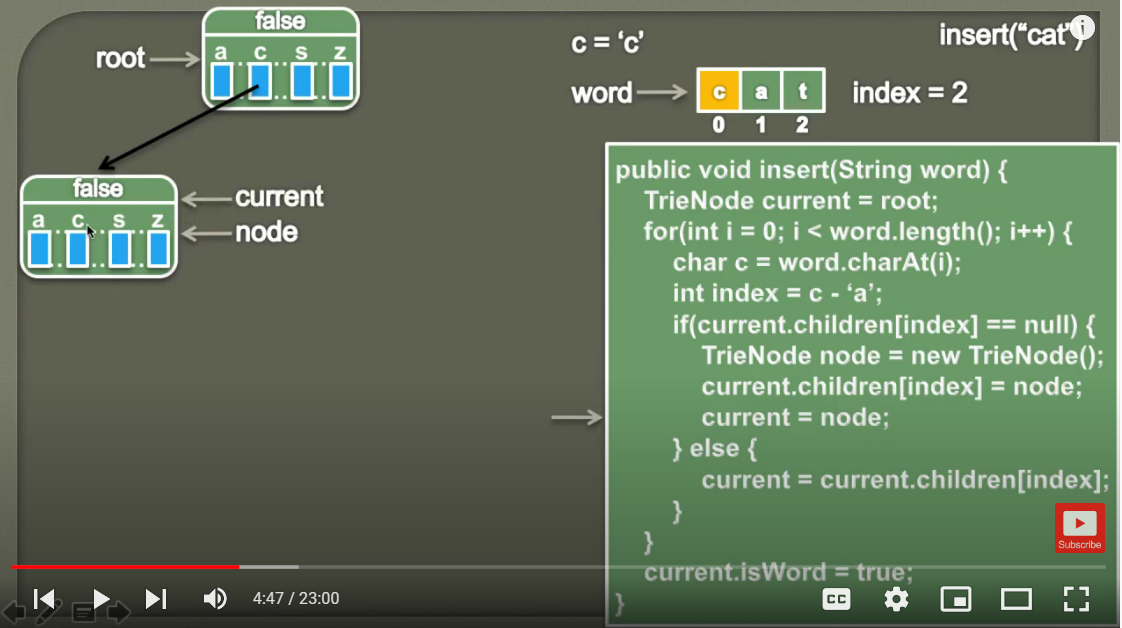 false
a c s z
root
c = ‘c’
insert("cat")
word
c a t
index = 2
0 1 2
false
a c s z
current
node
public void insert(String word) {
TrieNode current = root;
for(int i = 0; i < word.length(); i++) {
char c = word.charAt(i);
int index = c - ‘a’;
if(current.children[index] == null) {
TrieNode node = new TrieNode();
current.children[index] = node;
current = node;
} else {
current = current.children[index];
}
}
current.isWord = true;
}
Subscribe
4:47 / 23:00
CC